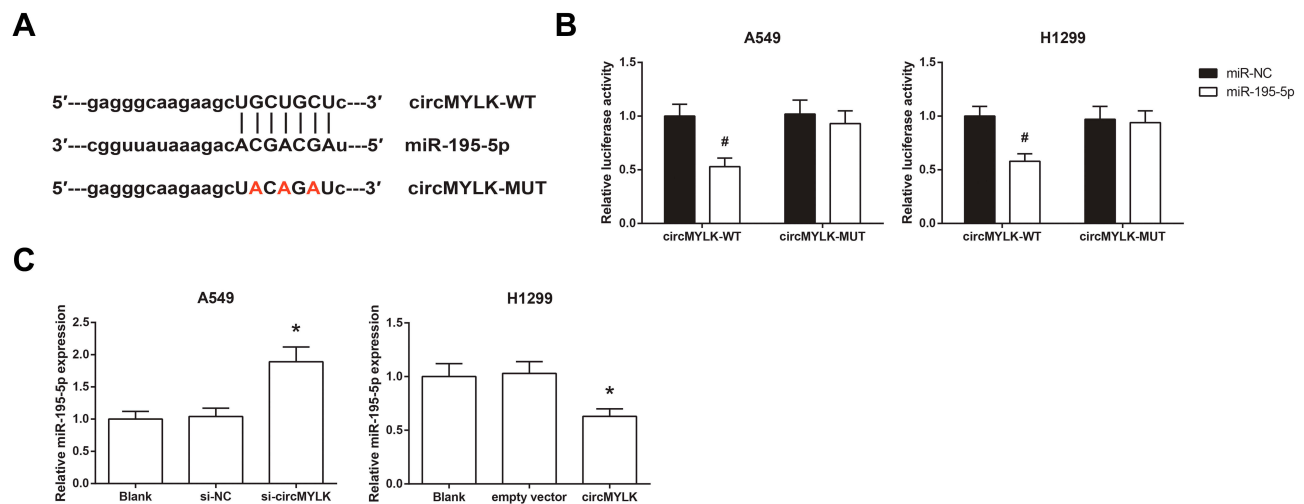 A
5′---gagggcaagaagcUGCUGCUc---3′ circMYLK-WT
3′---cgguuauaaagacACGACGAu---5′ miR-195-5p
5′---gagggcaagaagcUACAGAUc---3′ circMYLK-MUT
B
A549
Relative luciferase activity
1.5
1.0
0.5
0.0
#
circMYLK-WT circMYLK-MUT
H1299
Relative luciferase activity
1.5
1.0
0.5
0.0
#
circMYLK-WT circMYLK-MUT
miR-NC
miR-195-5p
C
A549
Relative miR-195-5p expression
2.5
2.0
1.5
1.0
0.5
0.0
*
Blank si-NC si-circMYLK
H1299
Relative miR-195-5p expression
1.5
1.0
0.5
0.0
*
Blank empty vector circMYLK